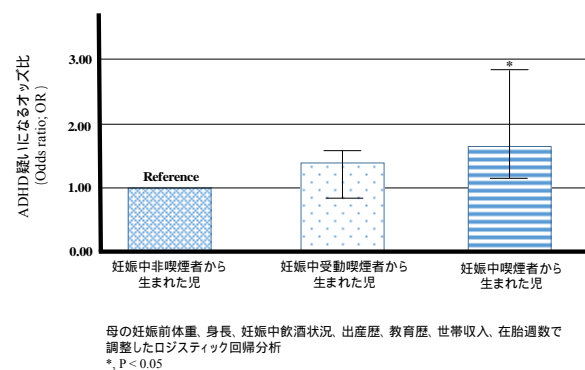 ADHD疑いになるオッズ比
(Odds ratio; OR )
3.00
2.00
1.00
0.00
Reference
*
妊娠中非喫煙者から
生まれた児
妊娠中受動喫煙者から
生まれた児
妊娠中喫煙者から
生まれた児
母の妊娠前体重、身長、妊娠中飲酒状況、出産歴、教育歴、世帯収入、在胎週数で
調整したロジスティック回帰分析
*, P < 0.05